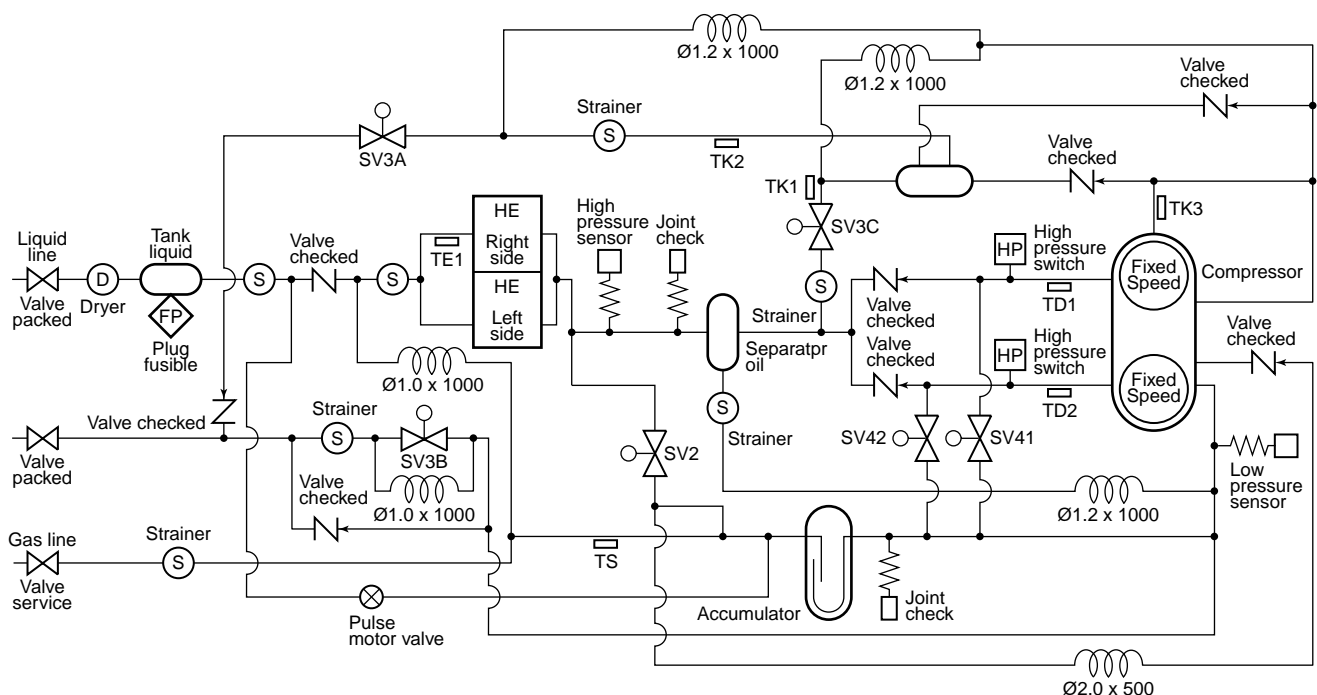 Ø1.2 x 1000
Ø1.2 x 1000
Valve
checked
Strainer
S
SV3A
TK2
Valve
checked
TK1
TK3
SV3C
Liquid
line
Tank
liquid
Valve
checked
HE
Right
side
TE1
HE
Left
side
High
pressure
sensor
Joint
check
HP
High
pressure
switch
Fixed
Speed
Compressor
D
S
S
S
Valve
packed
Dryer
FP
Plug
fusible
Strainer
Valve
checked
TD1
Separatpr
oil
Valve
checked
HP
High
pressure
switch
Valve
checked
Fixed
Speed
TD2
Ø1.0 x 1000
S
Strainer
Valve checked
Strainer
S
SV3B
SV2
SV42
SV41
Valve
packed
Valve
checked
Ø1.0 x 1000
Ø1.2 x 1000
Low
pressure
sensor
Gas line
Strainer
S
TS
Valve
service
Accumulator
Joint
check
Pulse
motor valve
Ø2.0 x 500